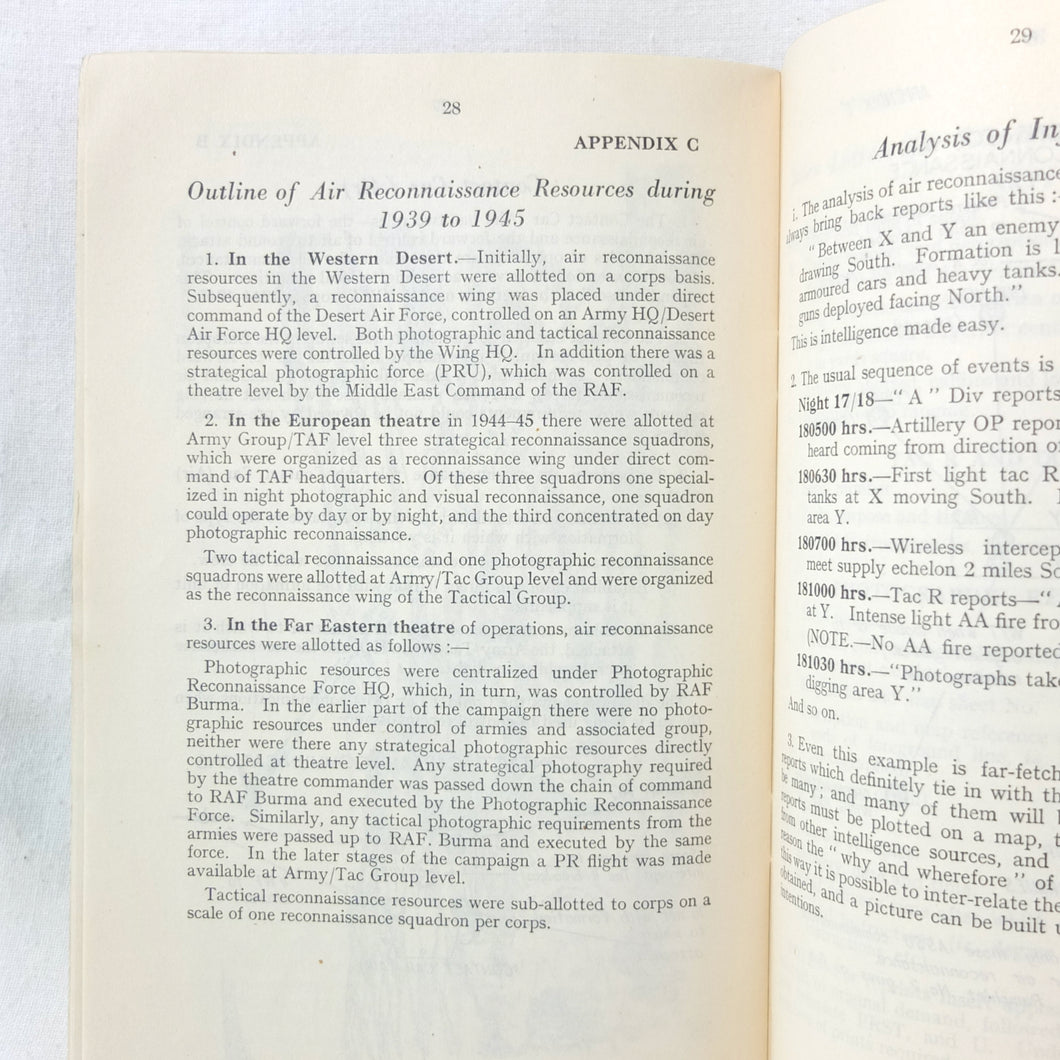 28
APPENDIX C
Outline of Air Reconnaissance Resources during
1939 to 1945
1. In the Western Desert.—Initially, air reconnaissance
resources in the Western Desert were allotted on a corps basis.
Subsequently, a reconnaissance wing was placed under direct
command of the Desert Air Force, controlled on an Army HQ/Desert
Air Force HQ level. Both photographic and tactical reconnaissance
resources were controlled by the Wing HQ. In addition there was a
strategical photographic force (PRU), which was controlled on a
theatre level by the Middle East Command of the RAF.
2. In the European theatre in 1944–45 there were allotted at
Army Group/TAF level three strategical reconnaissance squadrons,
which were organized as a reconnaissance wing under direct com-
mand of TAF headquarters. Of these three squadrons one special-
ized in night photographic and visual reconnaissance, one squadron
could operate by day or by night, and the third concentrated on day
photographic reconnaissance.
Two tactical reconnaissance and one photographic reconnaissance
squadrons were allotted at Army/Tac Group level and were organized
as the reconnaissance wing of the Tactical Group.
3. In the Far Eastern theatre of operations, air reconnaissance
resources were allotted as follows :—
Photographic resources were centralized under Photographic
Reconnaissance Force HQ, which, in turn, was controlled by RAF
Burma. In the earlier part of the campaign there were no photo-
graphic resources under control of armies and associated group,
neither were there any strategical photographic resources directly
controlled at theatre level. Any strategical photography required
by the theatre commander was passed down the chain of command
to RAF Burma and executed by the Photographic Reconnaissance
Force. Similarly, any tactical photographic requirements from the
armies were passed up to RAF. Burma and executed by the same
force. In the later stages of the campaign a PR flight was made
available at Army/Tac Group level.
Tactical reconnaissance resources were sub-allotted to corps on a
scale of one reconnaissance squadron per corps.
29
Analysis of
i. The analysis of air reconnaissance
always bring back reports like this :
"Between X and Y an enemy
drawing South. Formation is
armoured cars and heavy tanks.
guns deployed facing North."
This is intelligence made easy.
2. The usual sequence of events is
Night 17/18—"A" Div reports
180500 hrs.—Artillery OP
heard coming from direction
180630 hrs.—First light tac R
tanks at X moving South.
area Y.
180700 hrs.—Wireless
meet supply echelon 2 miles
181000 hrs.—Tac R reports—"
at Y. Intense light AA fire
(NOTE.—No AA fire reported
181030 hrs.—"Photographs
digging area Y."
And so on.
3. Even this example is
reports which definitely tie in with
be many; and many of them will
reports must be plotted on a map,
from other intelligence sources, and
reason the "why and wherefore" of
this way it is possible to inter-relate
obtained, and a picture can be built
intentions.